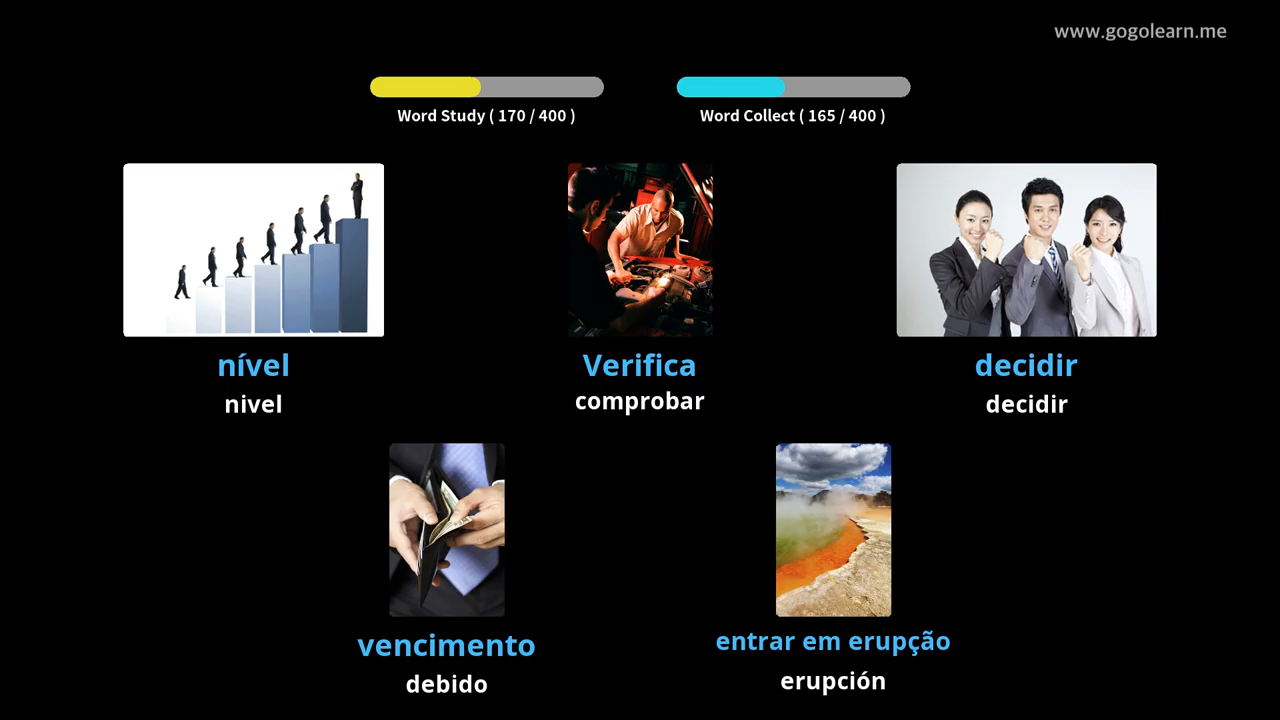 www.gogolearn.me
Word Study ( 170 / 400 )
Word Collect ( 165 / 400 )
nível
nivel
Verifica
comprobar
decidir
decidir
vencimento
debido
entrar em erupção
erupción